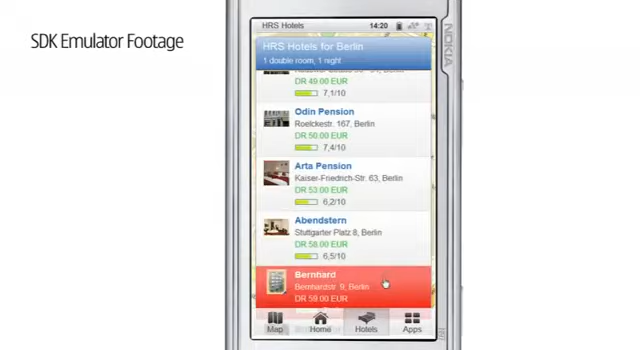 SDK Emulator Footage
HRS Hotels 14:20
NOKIA
HRS Hotels for Berlin
1 double room, 1 night
DR 49.00 EUR
7,1/10
Odin Pension
Roelckestr. 167, Berlin
DR 50.00 EUR
7,4/10
Arta Pension
Kaiser-Friedrich-Str. 63, Berlin
DR 53.00 EUR
6,2/10
Abendstern
Stuttgarter Platz 8, Berlin
DR 58.00 EUR
6,5/10
Bernhard
Bernhardstr. 9, Berlin
DR 59.00 EUR
Map Home Hotels Apps